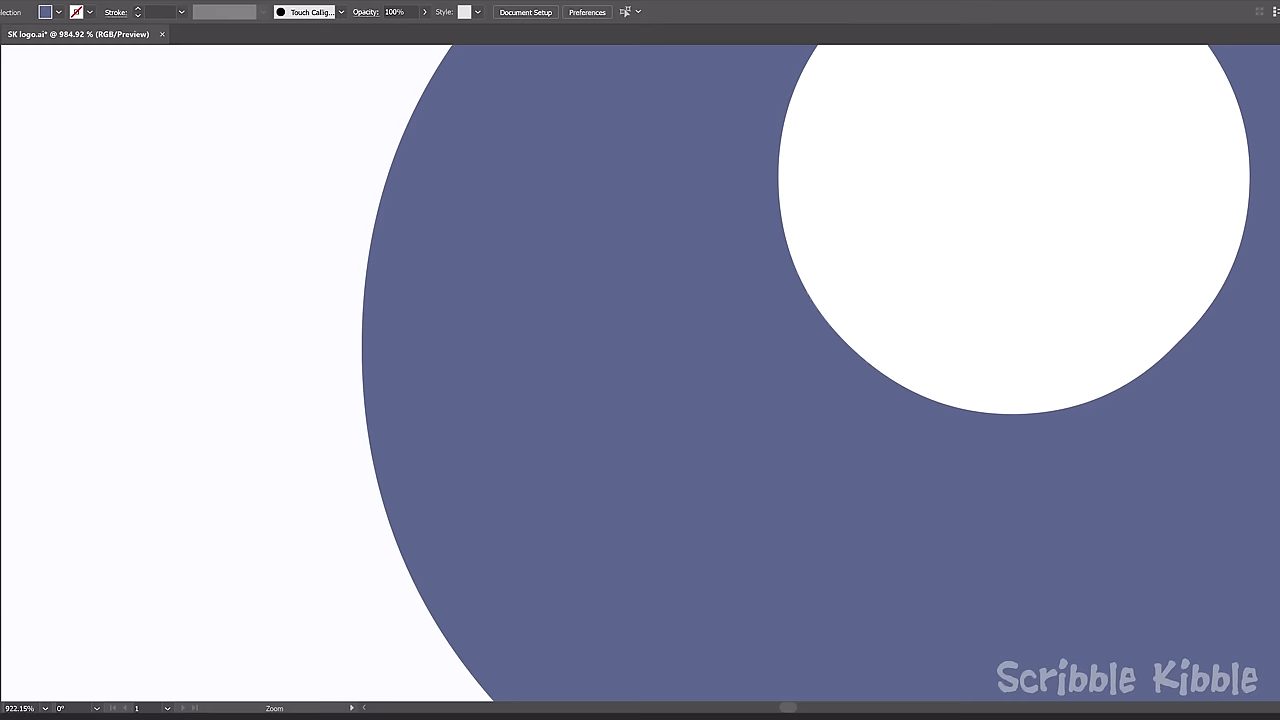 lection Stroke: Touch Callig... Opacity: 100% Style: Document Setup Preferences
SK logo.ai* @ 984.92 % (RGB/Preview) ×
Scribble Kibble
922.15% 0° 1 Zoom